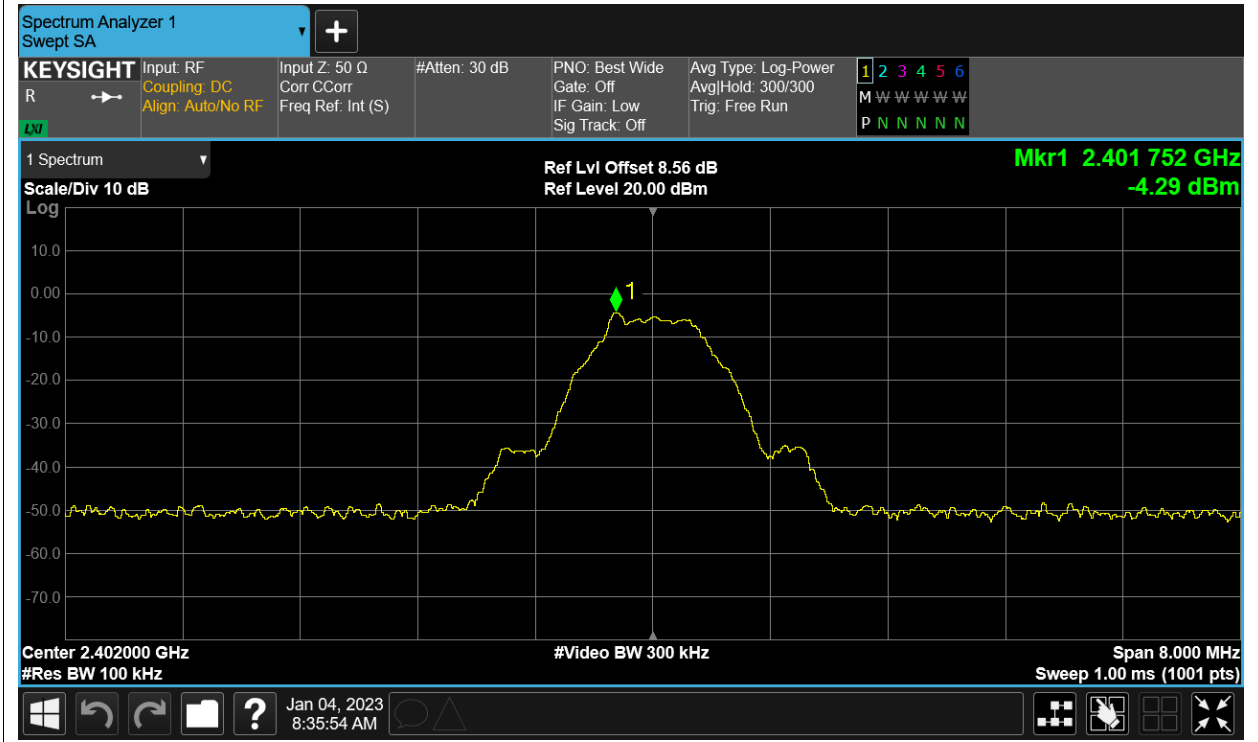 Spectrum Analyzer 1
Swept SA
▼
+
KEYSIGHT
R
LXI
Input: RF
Coupling: DC
Align: Auto/No RF
Input Z: 50 Ω
Corr CCorr
Freq Ref: Int (S)
#Atten: 30 dB
PNO: Best Wide
Gate: Off
IF Gain: Low
Sig Track: Off
Avg Type: Log-Power
Avg|Hold: 300/300
Trig: Free Run
1 2 3 4 5 6
M W W W W W W
P N N N N N N
1 Spectrum ▼
Scale/Div 10 dB
Ref Lvl Offset 8.56 dB
Ref Level 20.00 dBm
Mkr1 2.401 752 GHz
-4.29 dBm
Log
10.0
0.00
-10.0
-20.0
-30.0
-40.0
-50.0
-60.0
-70.0
1
Center 2.402000 GHz
#Video BW 300 kHz
Span 8.000 MHz
#Res BW 100 kHz
Sweep 1.00 ms (1001 pts)
?
Jan 04, 2023
8:35:54 AM